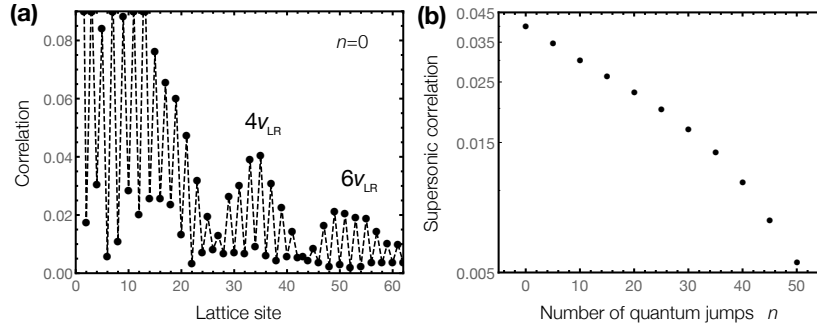 (a)
n=0
4vLR
6vLR
Correlation
0.08
0.06
0.04
0.02
0.00
0 10 20 30 40 50 60
Lattice site
(b)
Supersonic correlation
0.045
0.025
0.015
0.005
0 10 20 30 40 50
Number of quantum jumps n